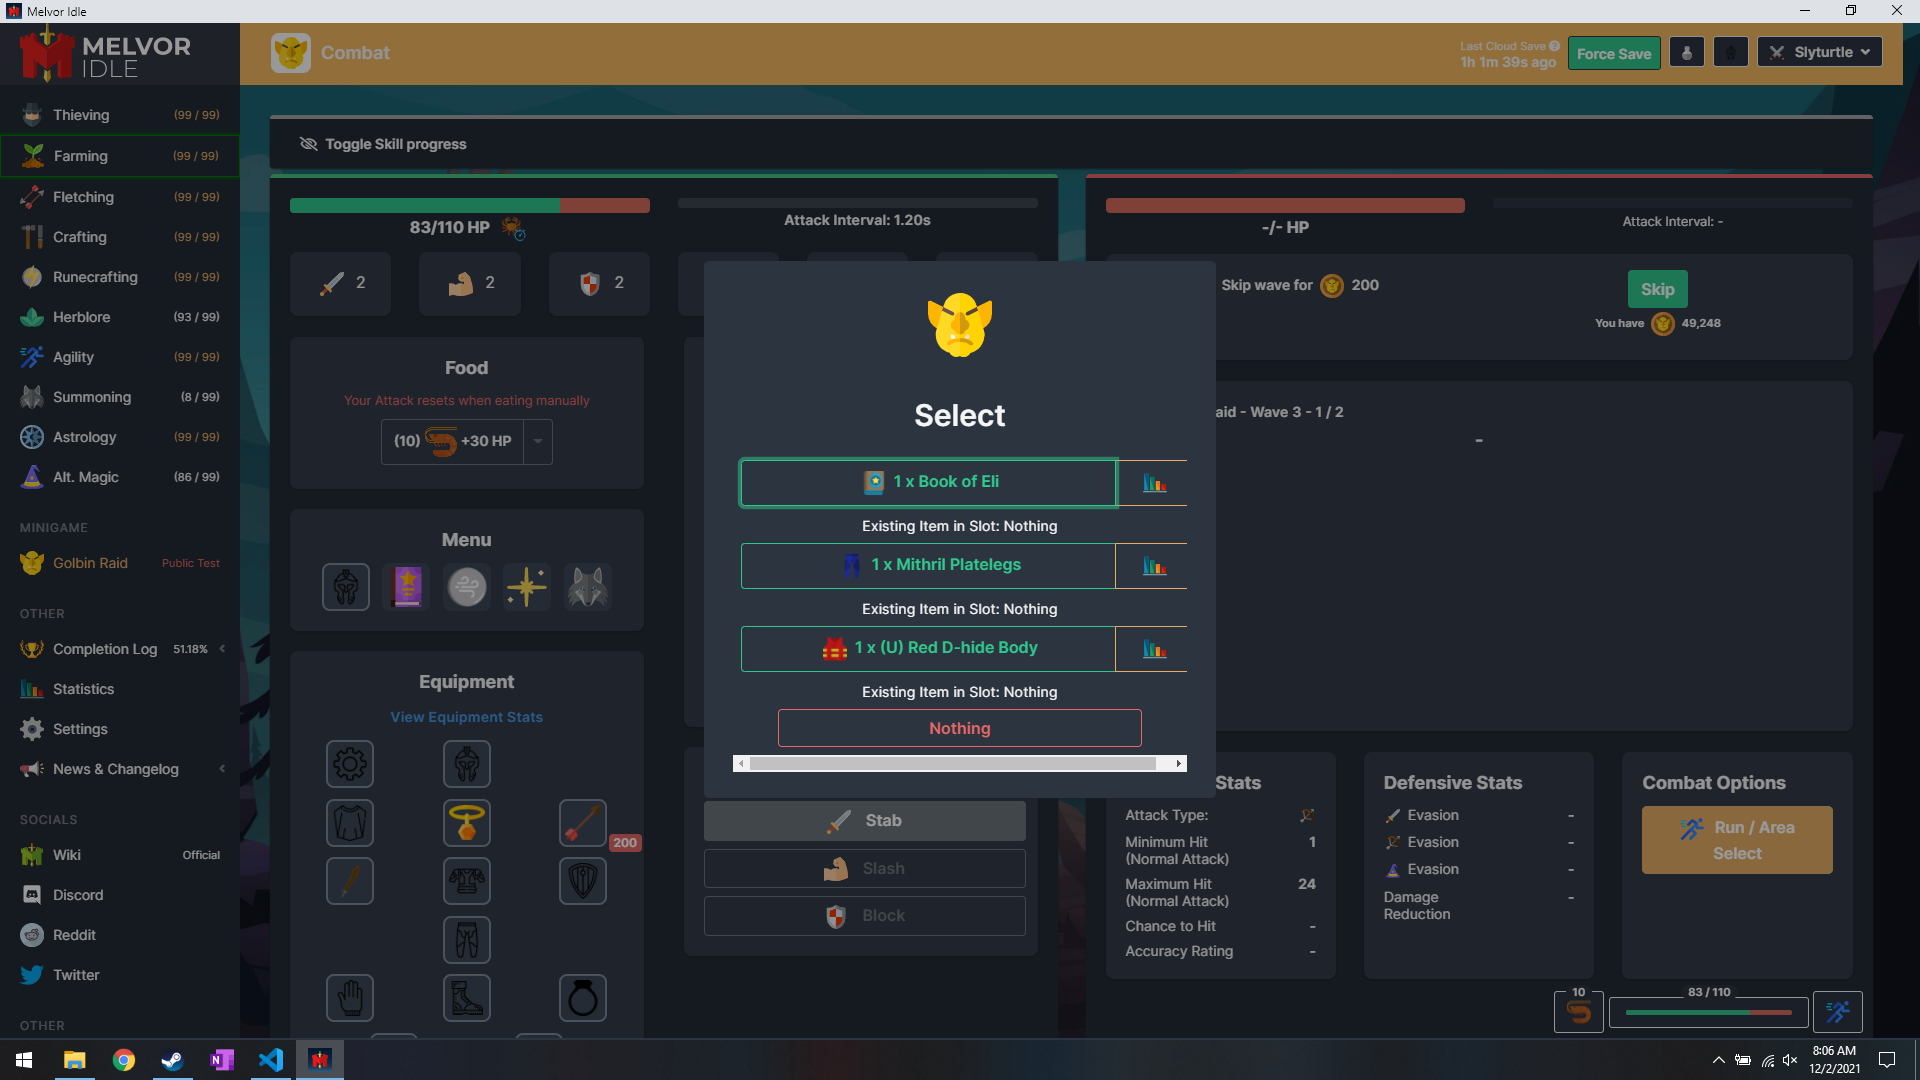 Melvor Idle
MELVOR
IDLE
Combat
Last Cloud Save
1h 1m 39s ago
Force Save
Slyturtle
Thieving (99 / 99)
Farming (99 / 99)
Fletching (99 / 99)
Crafting (99 / 99)
Runecrafting (99 / 99)
Herblore (93 / 99)
Agility (99 / 99)
Summoning (8 / 99)
Astrology (99 / 99)
Alt. Magic (86 / 99)
MINIGAME
Golbin Raid Public Test
OTHER
Completion Log 51.18%
Statistics
Settings
News & Changelog
SOCIALS
Wiki Official
Discord
Reddit
Twitter
OTHER
Toggle Skill progress
83/110 HP
Attack Interval: 1.20s
2 2 2
Food
Your Attack resets when eating manually
(10) +30 HP
Menu
Equipment
View Equipment Stats
200
Select
1 x Book of Eli
Existing Item in Slot: Nothing
1 x Mithril Platelegs
Existing Item in Slot: Nothing
1 x (U) Red D-hide Body
Existing Item in Slot: Nothing
Nothing
Stab
Slash
Block
-/- HP
Attack Interval: -
Skip wave for 200
Skip
You have 49,248
aid - Wave 3 - 1 / 2
-
Stats
Attack Type:
Minimum Hit
(Normal Attack) 1
Maximum Hit
(Normal Attack) 24
Chance to Hit -
Accuracy Rating -
Defensive Stats
Evasion -
Evasion -
Evasion -
Damage
Reduction -
Combat Options
Run / Area
Select
10
83 / 110
8:06 AM
12/2/2021